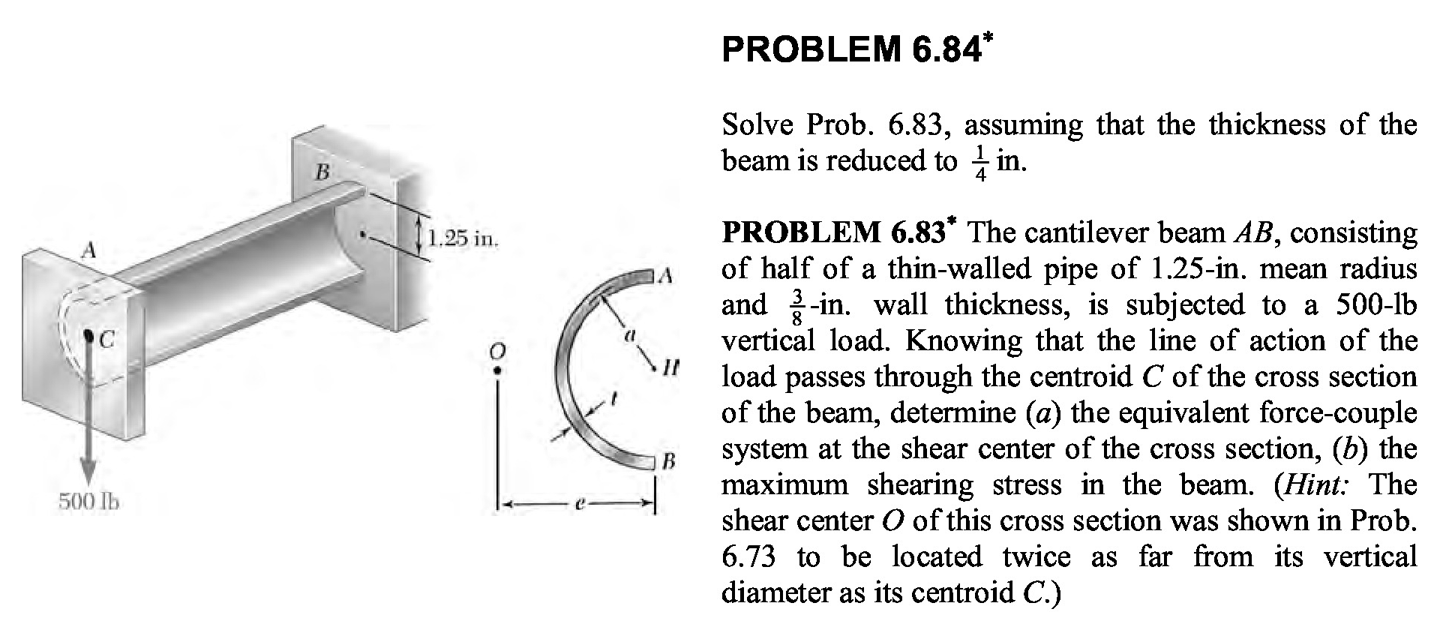 PROBLEM 6.84*
Solve Prob. 6.83, assuming that the thickness of the
beam is reduced to 1/4 in.
PROBLEM 6.83* The cantilever beam AB, consisting
of half of a thin-walled pipe of 1.25-in. mean radius
and 3/8-in. wall thickness, is subjected to a 500-lb
vertical load. Knowing that the line of action of the
load passes through the centroid C of the cross section
of the beam, determine (a) the equivalent force-couple
system at the shear center of the cross section, (b) the
maximum shearing stress in the beam. (Hint: The
shear center O of this cross section was shown in Prob.
6.73 to be located twice as far from its vertical
diameter as its centroid C.)
B
1.25 in.
A
C
500 lb
A
a
O
t
B
e